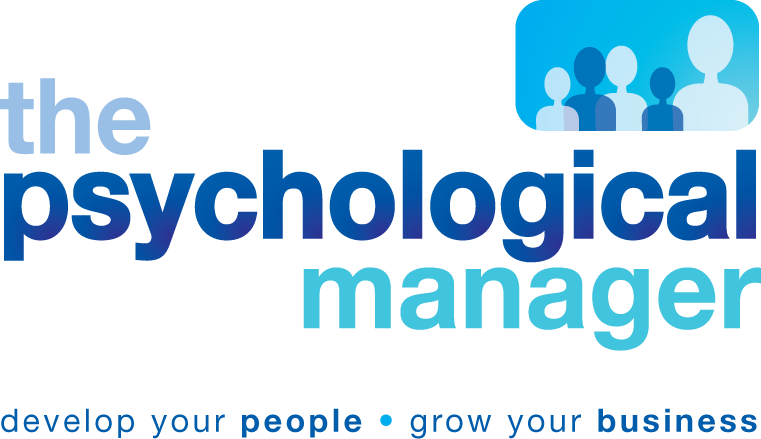 the
psychological
manager
develop your people • grow your business